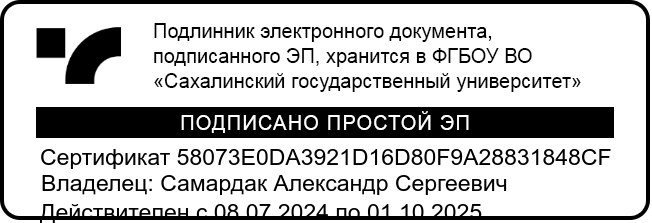 Подлинник электронного документа,
подписанного ЭП, хранится в ФГБОУ ВО
«Сахалинский государственный университет»
ПОДПИСАНО ПРОСТОЙ ЭП
Сертификат 58073E0DA3921D16D80F9A28831848CF
Владелец: Самардак Александр Сергеевич
Действителен с 08.07.2024 по 01.10.2025